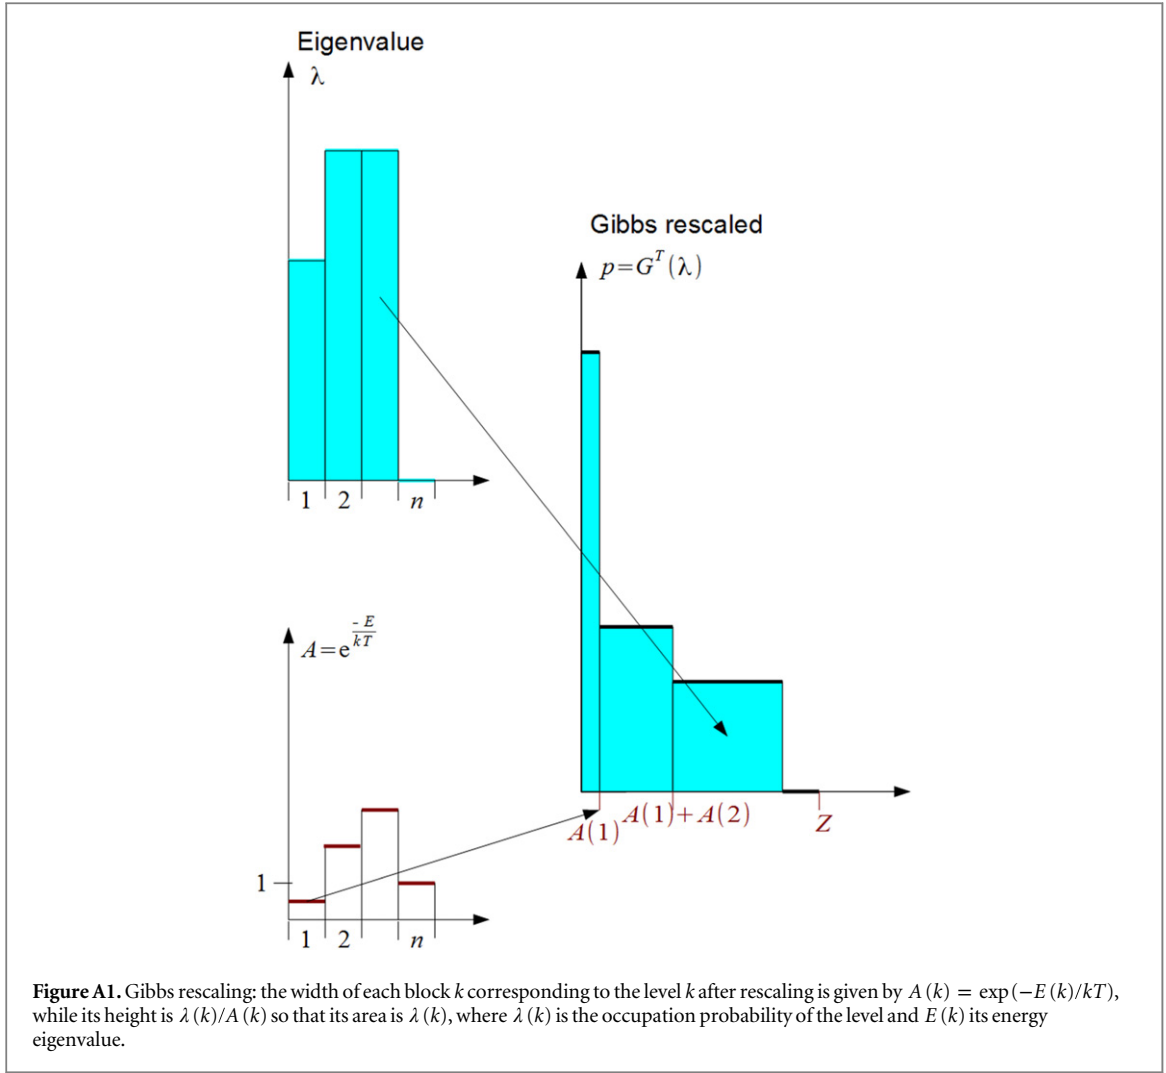 Eigenvalue
λ
1 2 n
Gibbs rescaled
p=G^T(λ)
A(1) A(1)+A(2) Z
A=e^{-E/kT}
1
1 2 n
Figure A1. Gibbs rescaling: the width of each block k corresponding to the level k after rescaling is given by A (k) = exp(−E (k)/kT),
while its height is λ (k)/A (k) so that its area is λ (k), where λ (k) is the occupation probability of the level and E (k) its energy
eigenvalue.